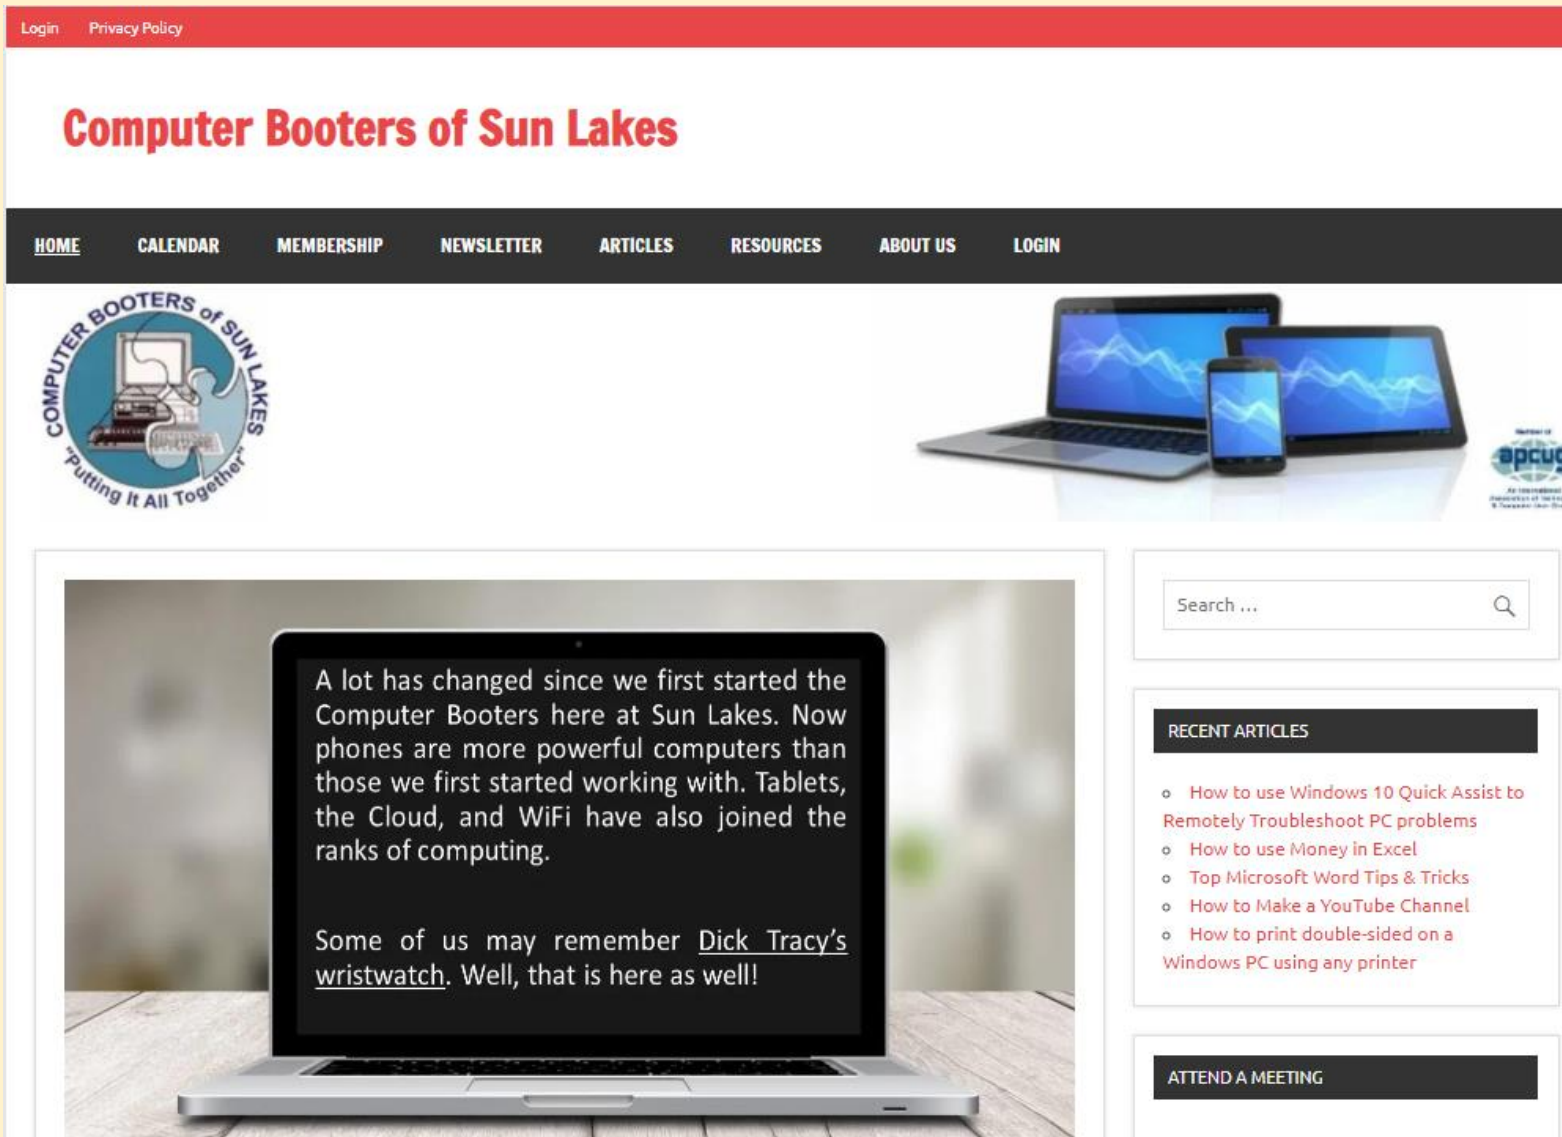 Login Privacy Policy
Computer Booters of Sun Lakes
HOME CALENDAR MEMBERSHIP NEWSLETTER ARTICLES RESOURCES ABOUT US LOGIN
COMPUTER BOOTERS of SUN LAKES
"Putting It All Together"
Member of
apcug
Search ...
A lot has changed since we first started the
Computer Booters here at Sun Lakes. Now
phones are more powerful computers than
those we first started working with. Tablets,
the Cloud, and WiFi have also joined the
ranks of computing.
Some of us may remember Dick Tracy's
wristwatch. Well, that is here as well!
RECENT ARTICLES
How to use Windows 10 Quick Assist to
Remotely Troubleshoot PC problems
How to use Money in Excel
Top Microsoft Word Tips & Tricks
How to Make a YouTube Channel
How to print double-sided on a
Windows PC using any printer
ATTEND A MEETING